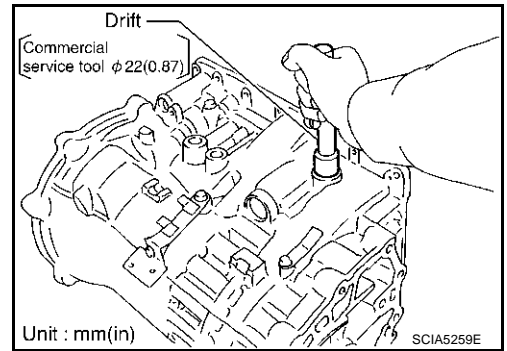 Drift
Commercial
service tool ϕ22(0.87)
Unit : mm(in)
SCIA5259E